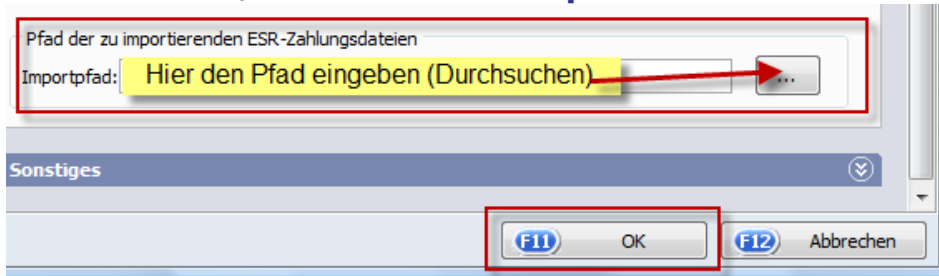 Pfad der zu importierenden ESR-Zahlungsdateien
Importpfad: Hier den Pfad eingeben (Durchsuchen) ...
Sonstiges
F11 OK F12 Abbrechen